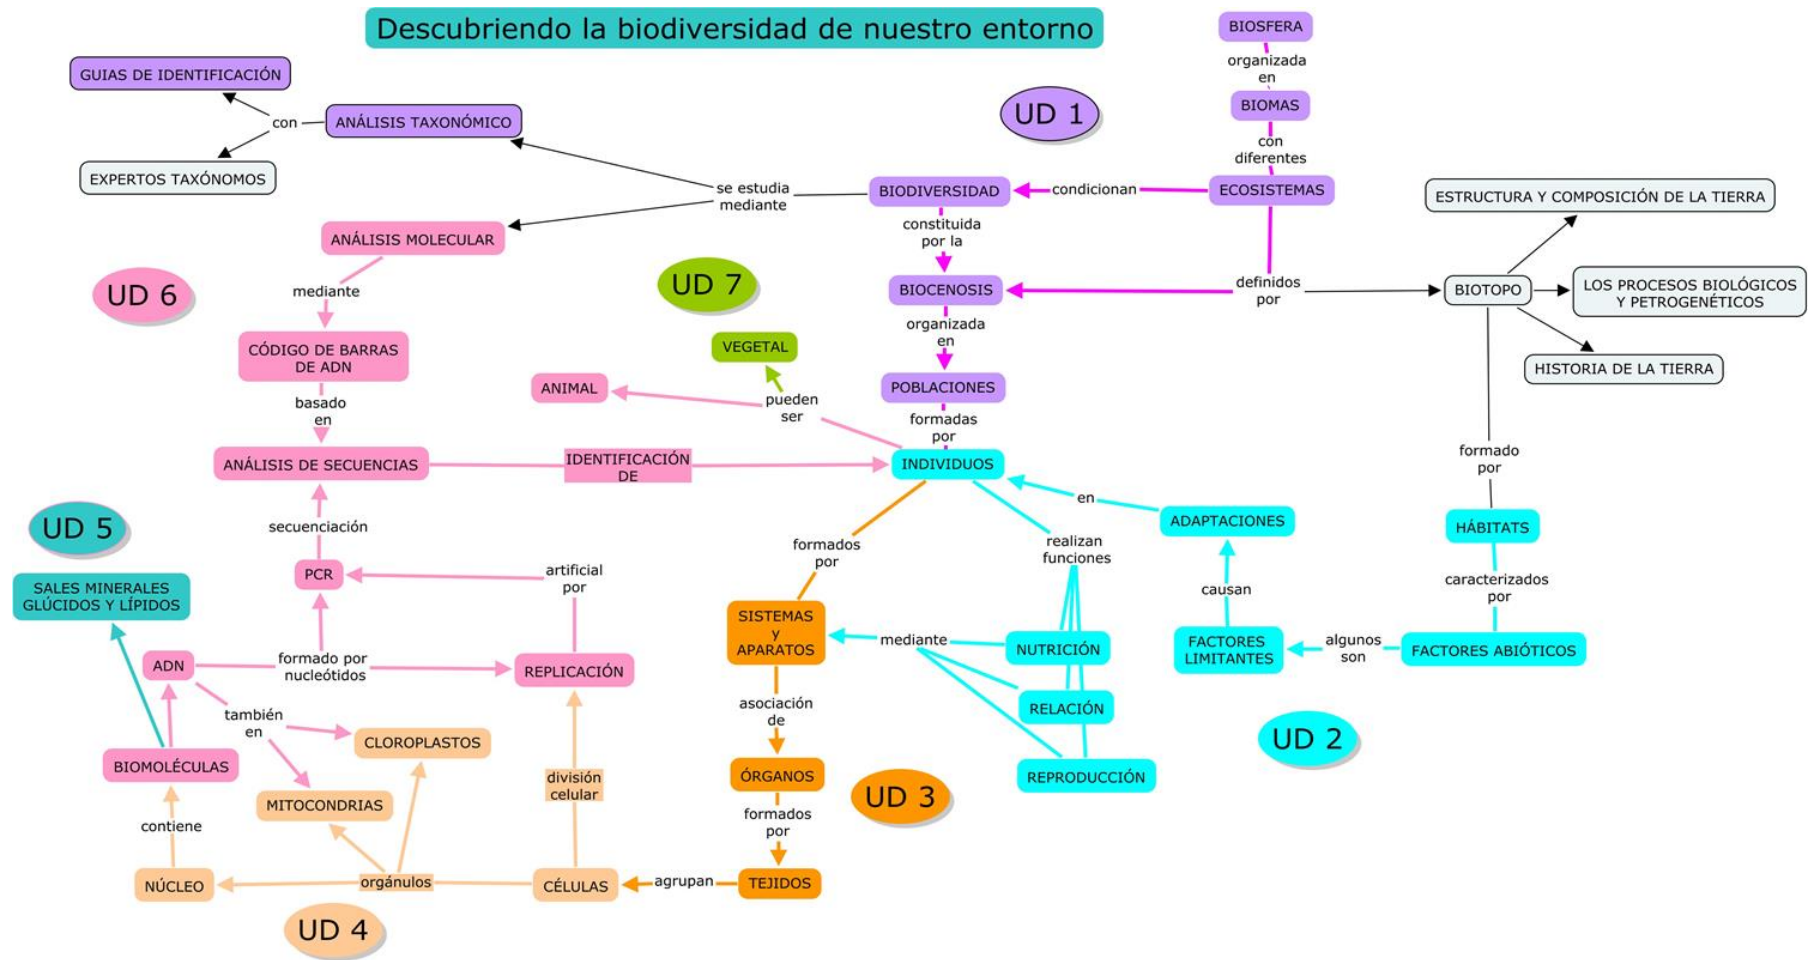 Descubriendo la biodiversidad de nuestro entorno
BIOSFERA
organizada
en
BIOMAS
con
diferentes
ECOSISTEMAS
condicionan
BIODIVERSIDAD
UD 1
GUIAS DE IDENTIFICACIÓN
con
ANÁLISIS TAXONÓMICO
EXPERTOS TAXÓNOMOS
se estudia
mediante
constituida
por la
BIOCENOSIS
definidos
por
BIOTOPO
ESTRUCTURA Y COMPOSICIÓN DE LA TIERRA
LOS PROCESOS BIOLÓGICOS
Y PETROGENÉTICOS
HISTORIA DE LA TIERRA
ANÁLISIS MOLECULAR
UD 6
UD 7
mediante
organizada
en
VEGETAL
CÓDIGO DE BARRAS
DE ADN
POBLACIONES
ANIMAL
pueden
ser
basado
en
formadas
por
formado
por
ANÁLISIS DE SECUENCIAS
IDENTIFICACIÓN
DE
INDIVIDUOS
en
ADAPTACIONES
HÁBITATS
UD 5
secuenciación
formados
por
realizan
funciones
SALES MINERALES
GLÚCIDOS Y LÍPIDOS
PCR
artificial
por
causan
caracterizados
por
SISTEMAS
y
APARATOS
mediante
NUTRICIÓN
FACTORES
LIMITANTES
algunos
son
FACTORES ABIÓTICOS
ADN
formado por
nucleótidos
REPLICACIÓN
asociación
de
RELACIÓN
también
en
CLOROPLASTOS
UD 2
BIOMOLÉCULAS
ÓRGANOS
REPRODUCCIÓN
MITOCONDRIAS
división
celular
UD 3
contiene
formados
por
NÚCLEO
orgánulos
CÉLULAS
agrupan
TEJIDOS
UD 4